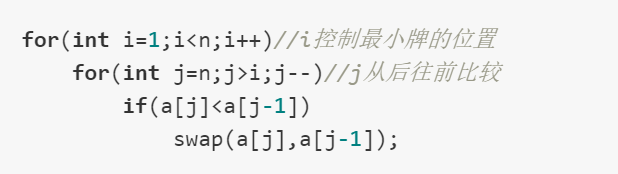 for(int i=1;i<n;i++)//i控制最小牌的位置
    for(int j=n;j>i;j--)//j从后往前比较
        if(a[j]<a[j-1])
            swap(a[j],a[j-1]);